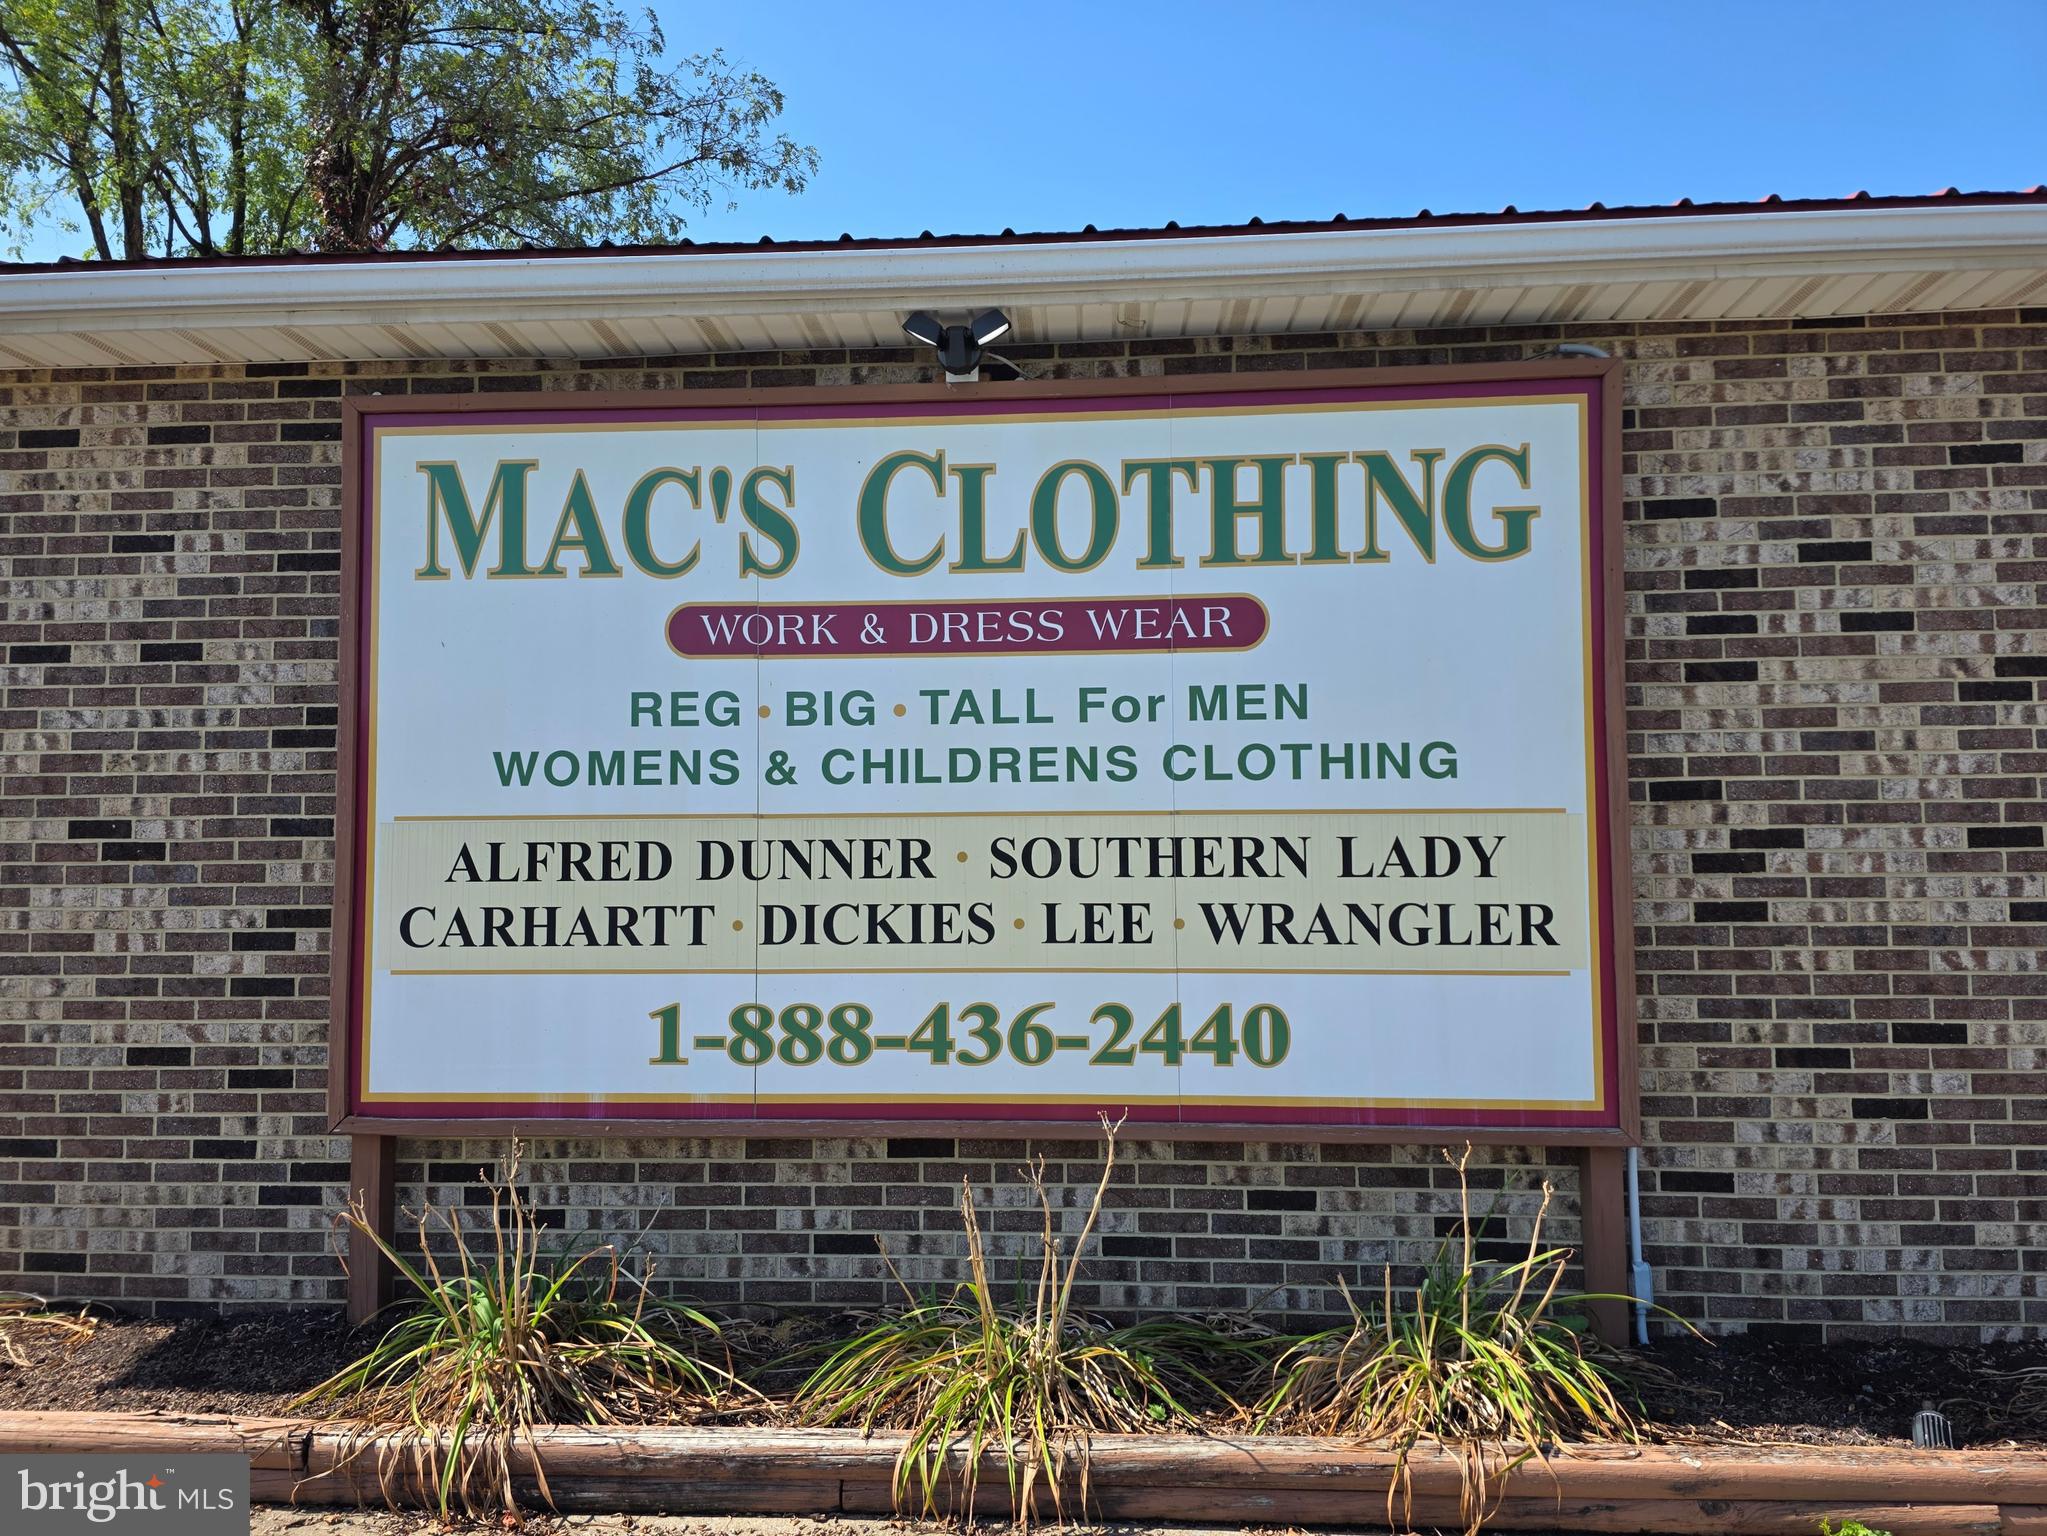 MAC'S CLOTHING
WORK & DRESS WEAR
REG • BIG • TALL For MEN
WOMENS & CHILDRENS CLOTHING
ALFRED DUNNER • SOUTHERN LADY
CARHARTT • DICKIES • LEE • WRANGLER
1-888-436-2440
bright™ MLS